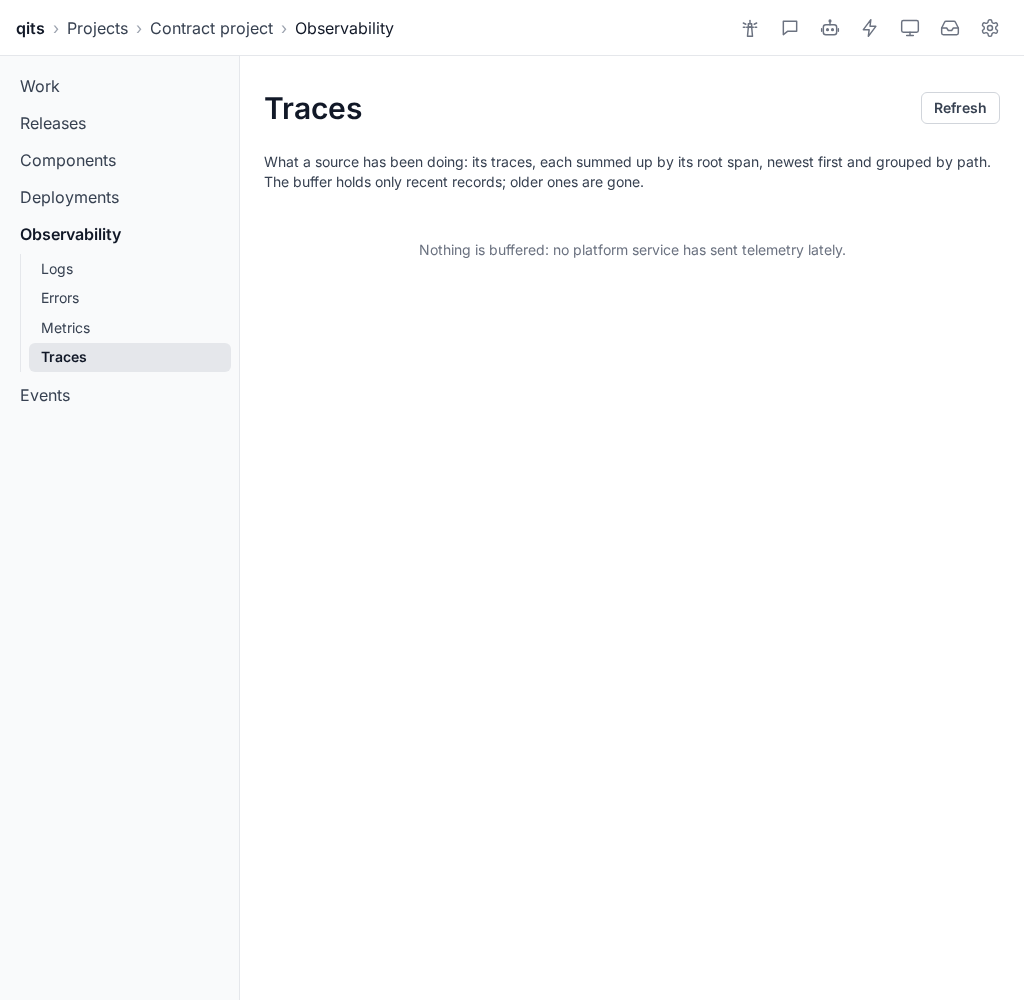 qits › Projects › Contract project › Observability
Work
Releases
Components
Deployments
Observability
Logs
Errors
Metrics
Traces
Events
Traces
Refresh
What a source has been doing: its traces, each summed up by its root span, newest first and grouped by path.
The buffer holds only recent records; older ones are gone.
Nothing is buffered: no platform service has sent telemetry lately.